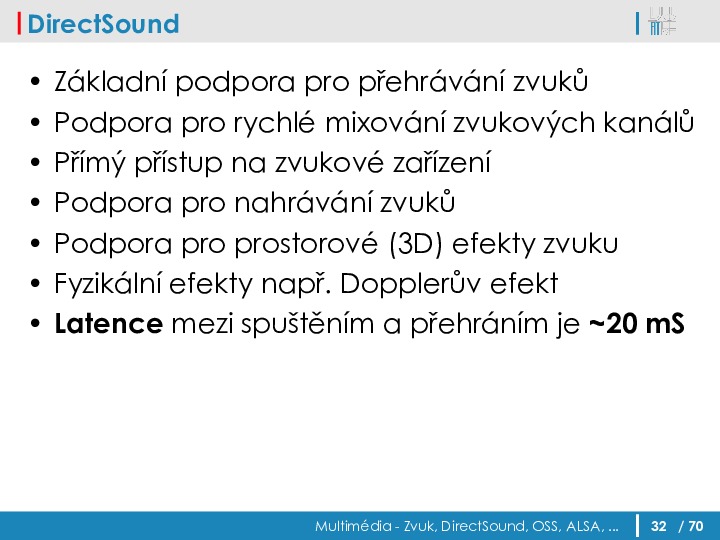 DirectSound
• Základní podpora pro přehrávání zvuků
• Podpora pro rychlé mixování zvukových kanálů
• Přímý přístup na zvukové zařízení
• Podpora pro nahrávání zvuků
• Podpora pro prostorové (3D) efekty zvuku
• Fyzikální efekty např. Dopplerův efekt
• Latence mezi spuštěním a přehráním je ~20 mS
Multimédia - Zvuk, DirectSound, OSS, ALSA, ... 32 / 70